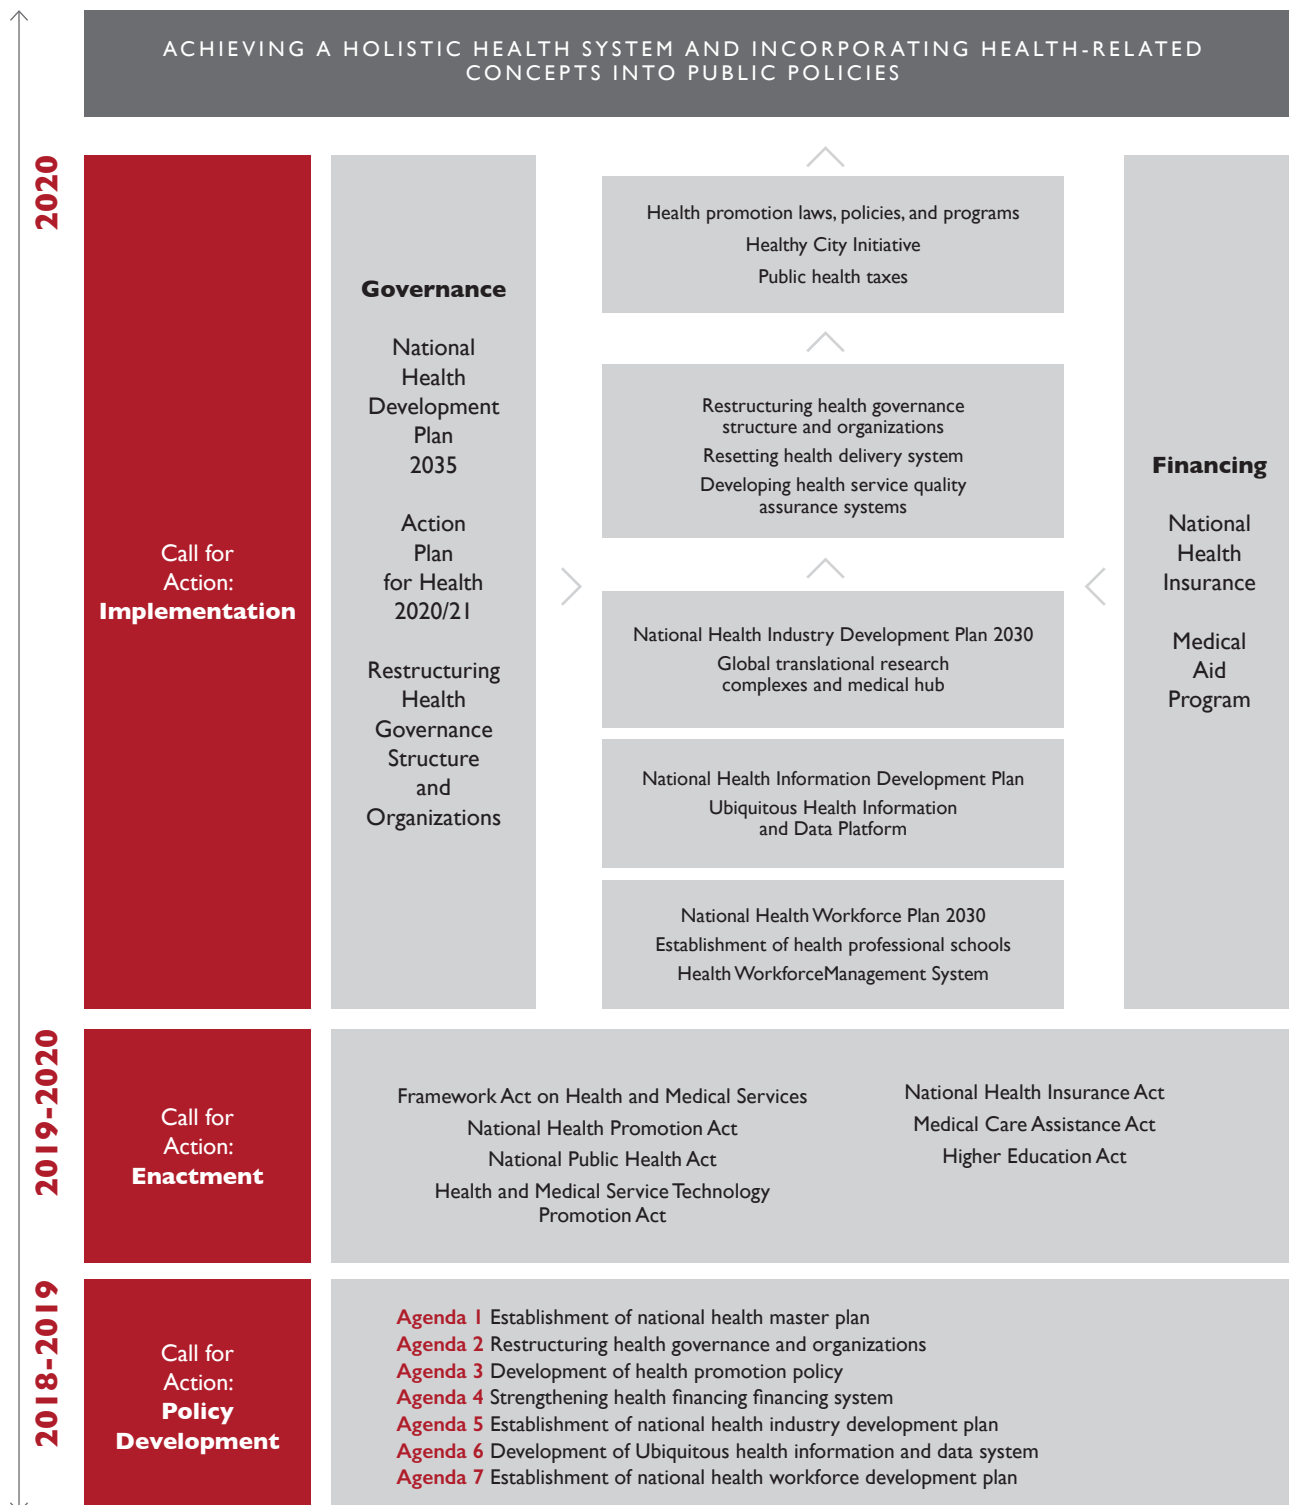 ACHIEVING A HOLISTIC HEALTH SYSTEM AND INCORPORATING HEALTH-RELATED
CONCEPTS INTO PUBLIC POLICIES
2020
Call for
Action:
Implementation
Governance
National
Health
Development
Plan
2035
Action
Plan
for Health
2020/21
Restructuring
Health
Governance
Structure
and
Organizations
Health promotion laws, policies, and programs
Healthy City Initiative
Public health taxes
Restructuring health governance
structure and organizations
Resetting health delivery system
Developing health service quality
assurance systems
National Health Industry Development Plan 2030
Global translational research
complexes and medical hub
National Health Information Development Plan
Ubiquitous Health Information
and Data Platform
National Health Workforce Plan 2030
Establishment of health professional schools
Health WorkforceManagement System
Financing
National
Health
Insurance
Medical
Aid
Program
2019-2020
Call for
Action:
Enactment
Framework Act on Health and Medical Services
National Health Promotion Act
National Public Health Act
Health and Medical Service Technology
Promotion Act
National Health Insurance Act
Medical Care Assistance Act
Higher Education Act
2018-2019
Call for
Action:
Policy
Development
Agenda 1 Establishment of national health master plan
Agenda 2 Restructuring health governance and organizations
Agenda 3 Development of health promotion policy
Agenda 4 Strengthening health financing financing system
Agenda 5 Establishment of national health industry development plan
Agenda 6 Development of Ubiquitous health information and data system
Agenda 7 Establishment of national health workforce development plan